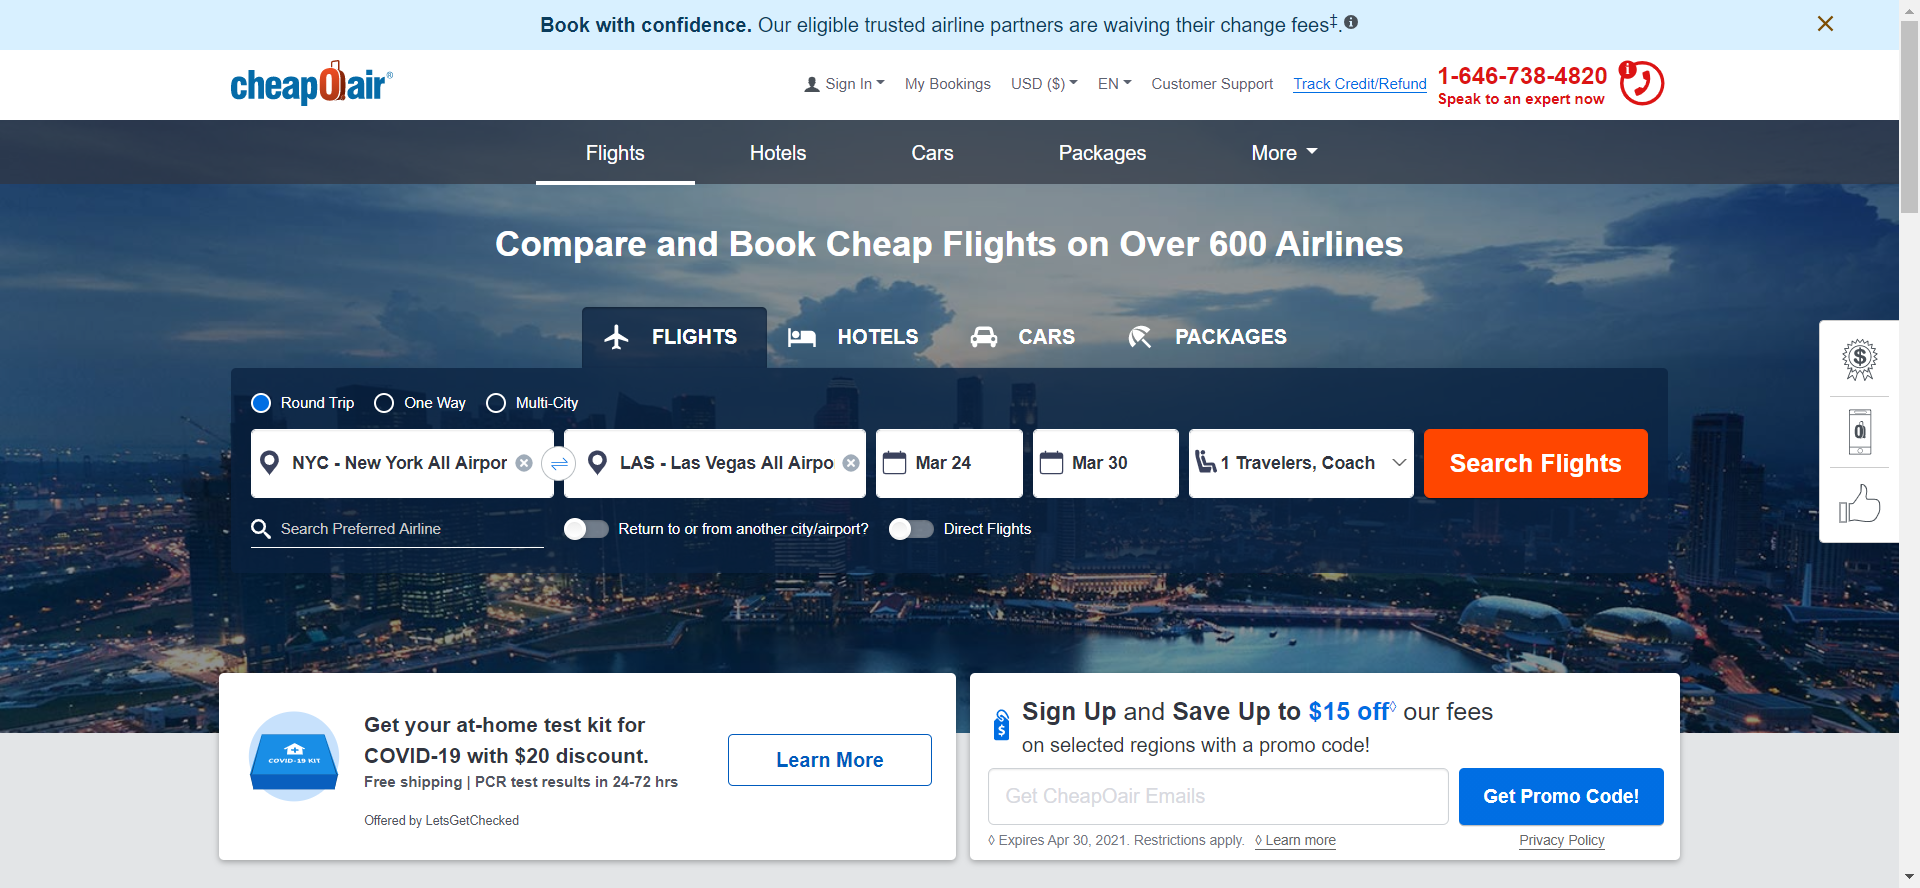 Book with confidence. Our eligible trusted airline partners are waiving their change fees‡.
cheapOair®
Sign In
My Bookings
USD ($)
EN
Customer Support
Track Credit/Refund
1-646-738-4820
Speak to an expert now
Flights
Hotels
Cars
Packages
More
Compare and Book Cheap Flights on Over 600 Airlines
FLIGHTS
HOTELS
CARS
PACKAGES
Round Trip
One Way
Multi-City
NYC - New York All Airpor
LAS - Las Vegas All Airpo
Mar 24
Mar 30
1 Travelers, Coach
Search Flights
Search Preferred Airline
Return to or from another city/airport?
Direct Flights
COVID-19 KIT
Get your at-home test kit for
COVID-19 with $20 discount.
Free shipping | PCR test results in 24-72 hrs
Offered by LetsGetChecked
Learn More
Sign Up and Save Up to $15 off◊ our fees
on selected regions with a promo code!
Get CheapOair Emails
Get Promo Code!
◊ Expires Apr 30, 2021. Restrictions apply.
◊ Learn more
Privacy Policy